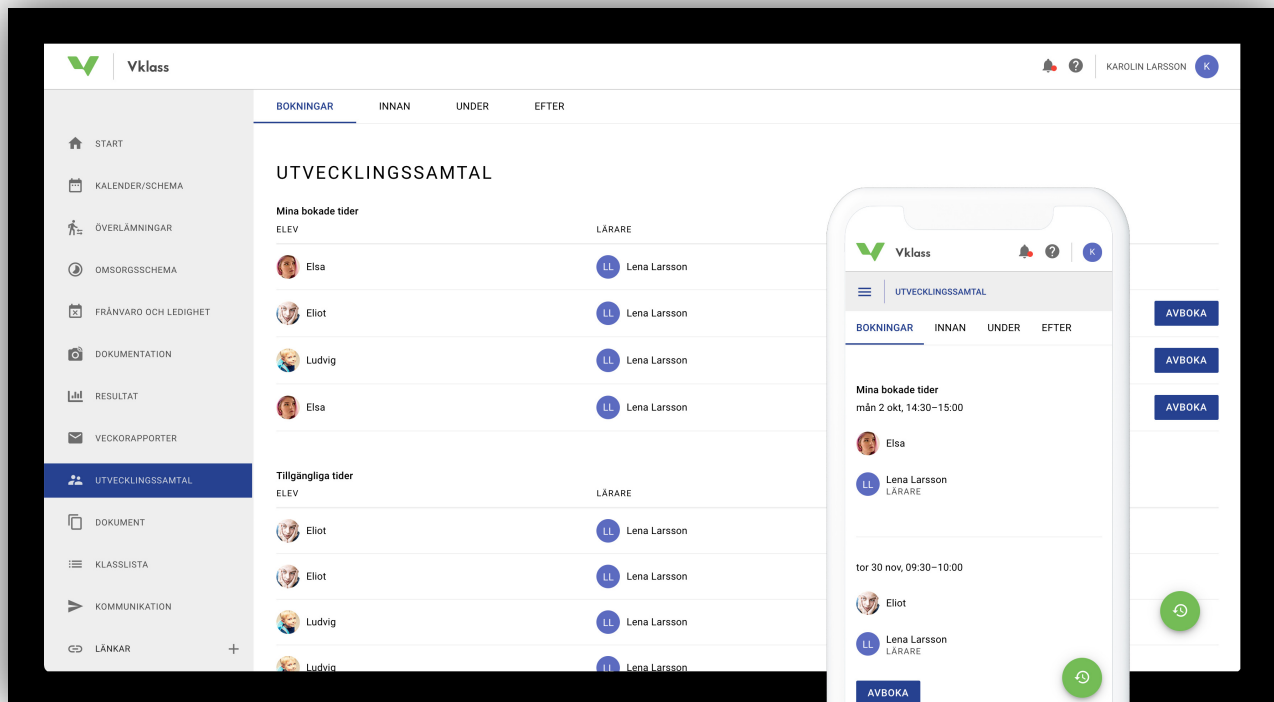 Vklass
KAROLIN LARSSON K
BOKNINGAR INNAN UNDER EFTER
START
KALENDER/SCHEMA
ÖVERLÄMNINGAR
OMSORGSSCHEMA
FRÅNVARO OCH LEDIGHET
DOKUMENTATION
RESULTAT
VECKORAPPORTER
UTVECKLINGSSAMTAL
DOKUMENT
KLASSLISTA
KOMMUNIKATION
LÄNKAR
UTVECKLINGSSAMTAL
Mina bokade tider
ELEV LÄRARE
Elsa LL Lena Larsson
Eliot LL Lena Larsson AVBOKA
Ludvig LL Lena Larsson AVBOKA
Elsa LL Lena Larsson AVBOKA
Tillgängliga tider
ELEV LÄRARE
Eliot LL Lena Larsson
Eliot LL Lena Larsson
Ludvig LL Lena Larsson
Ludvig LL Lena Larsson
Vklass K
UTVECKLINGSSAMTAL
BOKNINGAR INNAN UNDER EFTER
Mina bokade tider
mån 2 okt, 14:30–15:00
Elsa
LL Lena Larsson
LÄRARE
tor 30 nov, 09:30–10:00
Eliot
LL Lena Larsson
LÄRARE
AVBOKA